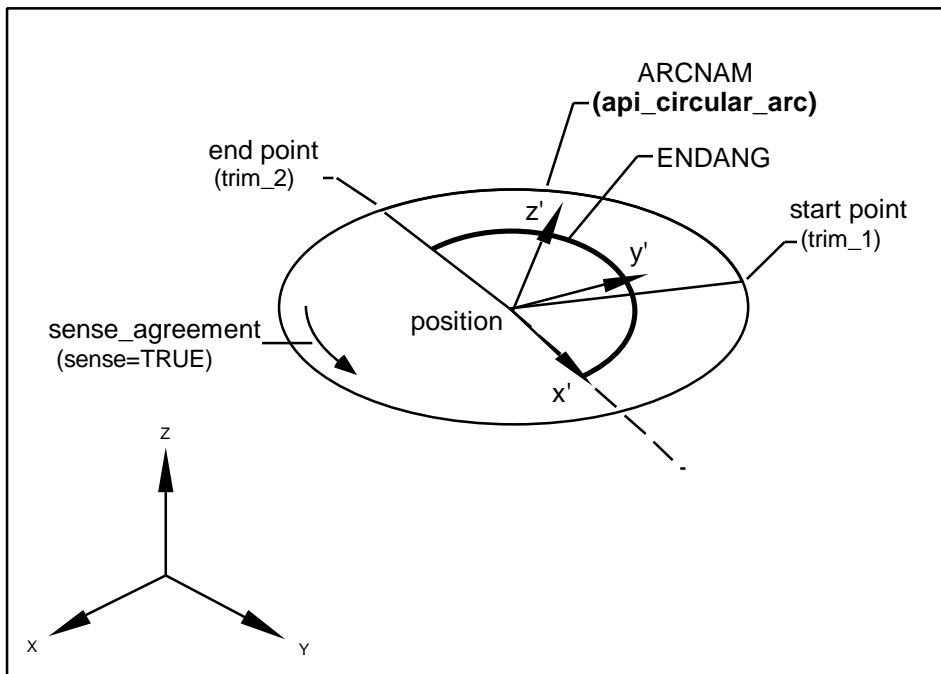 ARCNAM
(api_circular_arc)
end point
(trim_2)
ENDANG
z'
start point
(trim_1)
y'
position
sense_agreement
(sense=TRUE)
x'
Z
X
Y